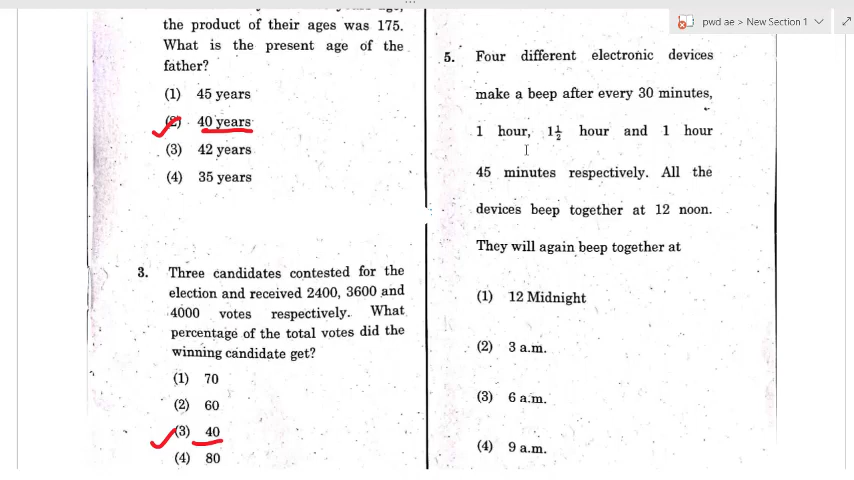 the product of their ages was 175.
What is the present age of the
father?
(1) 45 years
(2) 40 years
(3) 42 years
(4) 35 years
3. Three candidates contested for the
election and received 2400, 3600 and
4000 votes respectively. What
percentage of the total votes did the
winning candidate get?
(1) 70
(2) 60
(3) 40
(4) 80
pwd ae > New Section 1
5. Four different electronic devices
make a beep after every 30 minutes,
1 hour, 1½ hour and 1 hour
45 minutes respectively. All the
devices beep together at 12 noon.
They will again beep together at
(1) 12 Midnight
(2) 3 a.m.
(3) 6 a.m.
(4) 9 a.m.